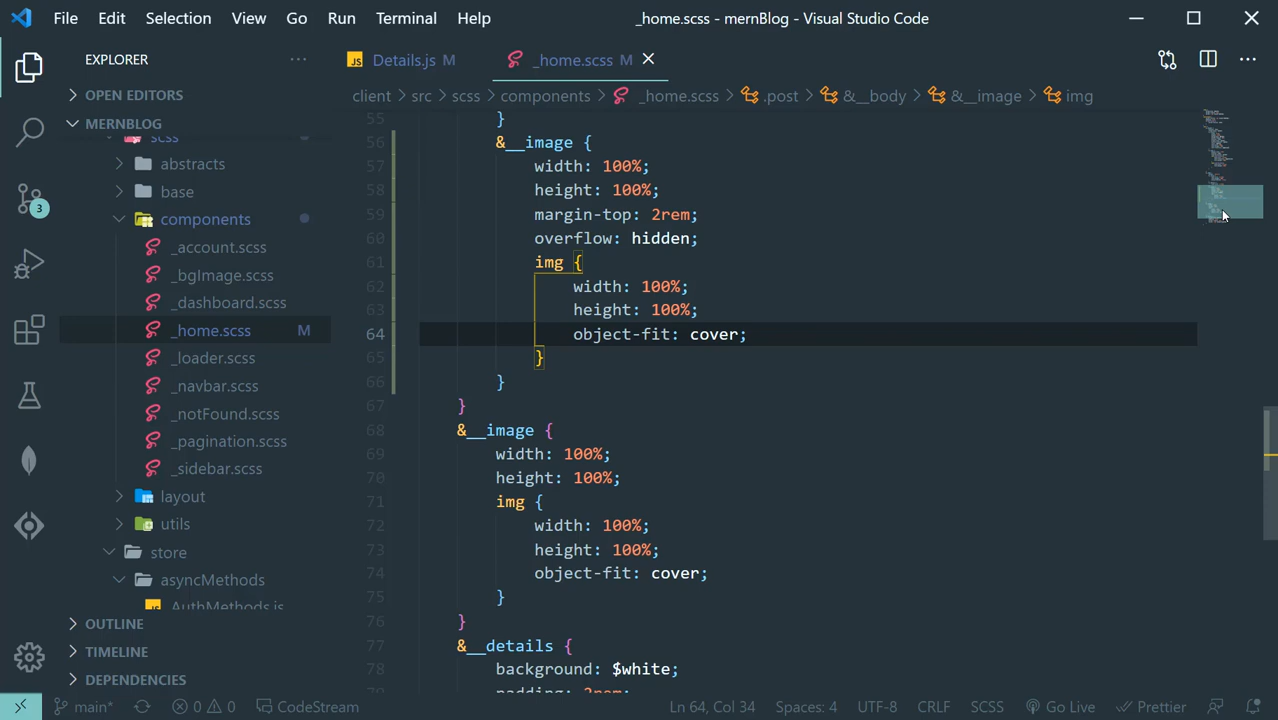 File Edit Selection View Go Run Terminal Help _home.scss - mernBlog - Visual Studio Code
EXPLORER
OPEN EDITORS
MERNBLOG
scss
abstracts
base
components
_account.scss
_bgImage.scss
_dashboard.scss
_home.scss M
_loader.scss
_navbar.scss
_notFound.scss
_pagination.scss
_sidebar.scss
layout
utils
store
asyncMethods
AuthMethods.js
OUTLINE
TIMELINE
DEPENDENCIES
3
JS Details.js M _home.scss M
client > src > scss > components > _home.scss > .post > &__body > &__image > img
55 }
56 &__image {
57 width: 100%;
58 height: 100%;
59 margin-top: 2rem;
60 overflow: hidden;
61 img {
62 width: 100%;
63 height: 100%;
64 object-fit: cover;
65 }
66 }
67 }
68 &__image {
69 width: 100%;
70 height: 100%;
71 img {
72 width: 100%;
73 height: 100%;
74 object-fit: cover;
75 }
76 }
77 &__details {
78 background: $white;
79 padding: 2rem;
main* 0 0 CodeStream Ln 64, Col 34 Spaces: 4 UTF-8 CRLF SCSS Go Live Prettier